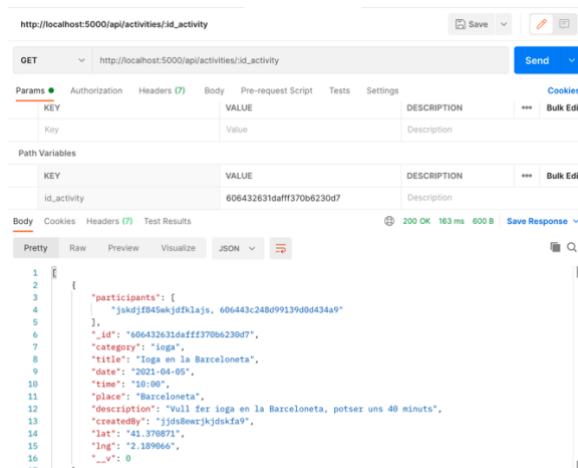 http://localhost:5000/api/activities/:id_activity Save
GET http://localhost:5000/api/activities/:id_activity Send
Params Authorization Headers (7) Body Pre-request Script Tests Settings Cookies
KEY VALUE DESCRIPTION ••• Bulk Edi
Key Value Description
Path Variables
KEY VALUE DESCRIPTION ••• Bulk Edi
id_activity 606432631dafff370b6230d7 Description
Body Cookies Headers (7) Test Results 200 OK 163 ms 600 B Save Response
Pretty Raw Preview Visualize JSON
1 [
2 {
3 "participants": [
4 "jskdjf845wkjdfklajs, 606443c248d99139d0d434a9"
5 ],
6 "_id": "606432631dafff370b6230d7",
7 "category": "ioga",
8 "title": "Ioga en la Barceloneta",
9 "date": "2021-04-05",
10 "time": "10:00",
11 "place": "Barceloneta",
12 "description": "Vull fer ioga en la Barceloneta, potser uns 40 minuts",
13 "createdBy": "jjds8ewrjkjdskfa9",
14 "lat": "41.370871",
15 "lng": "2.189066",
16 "__v": 0